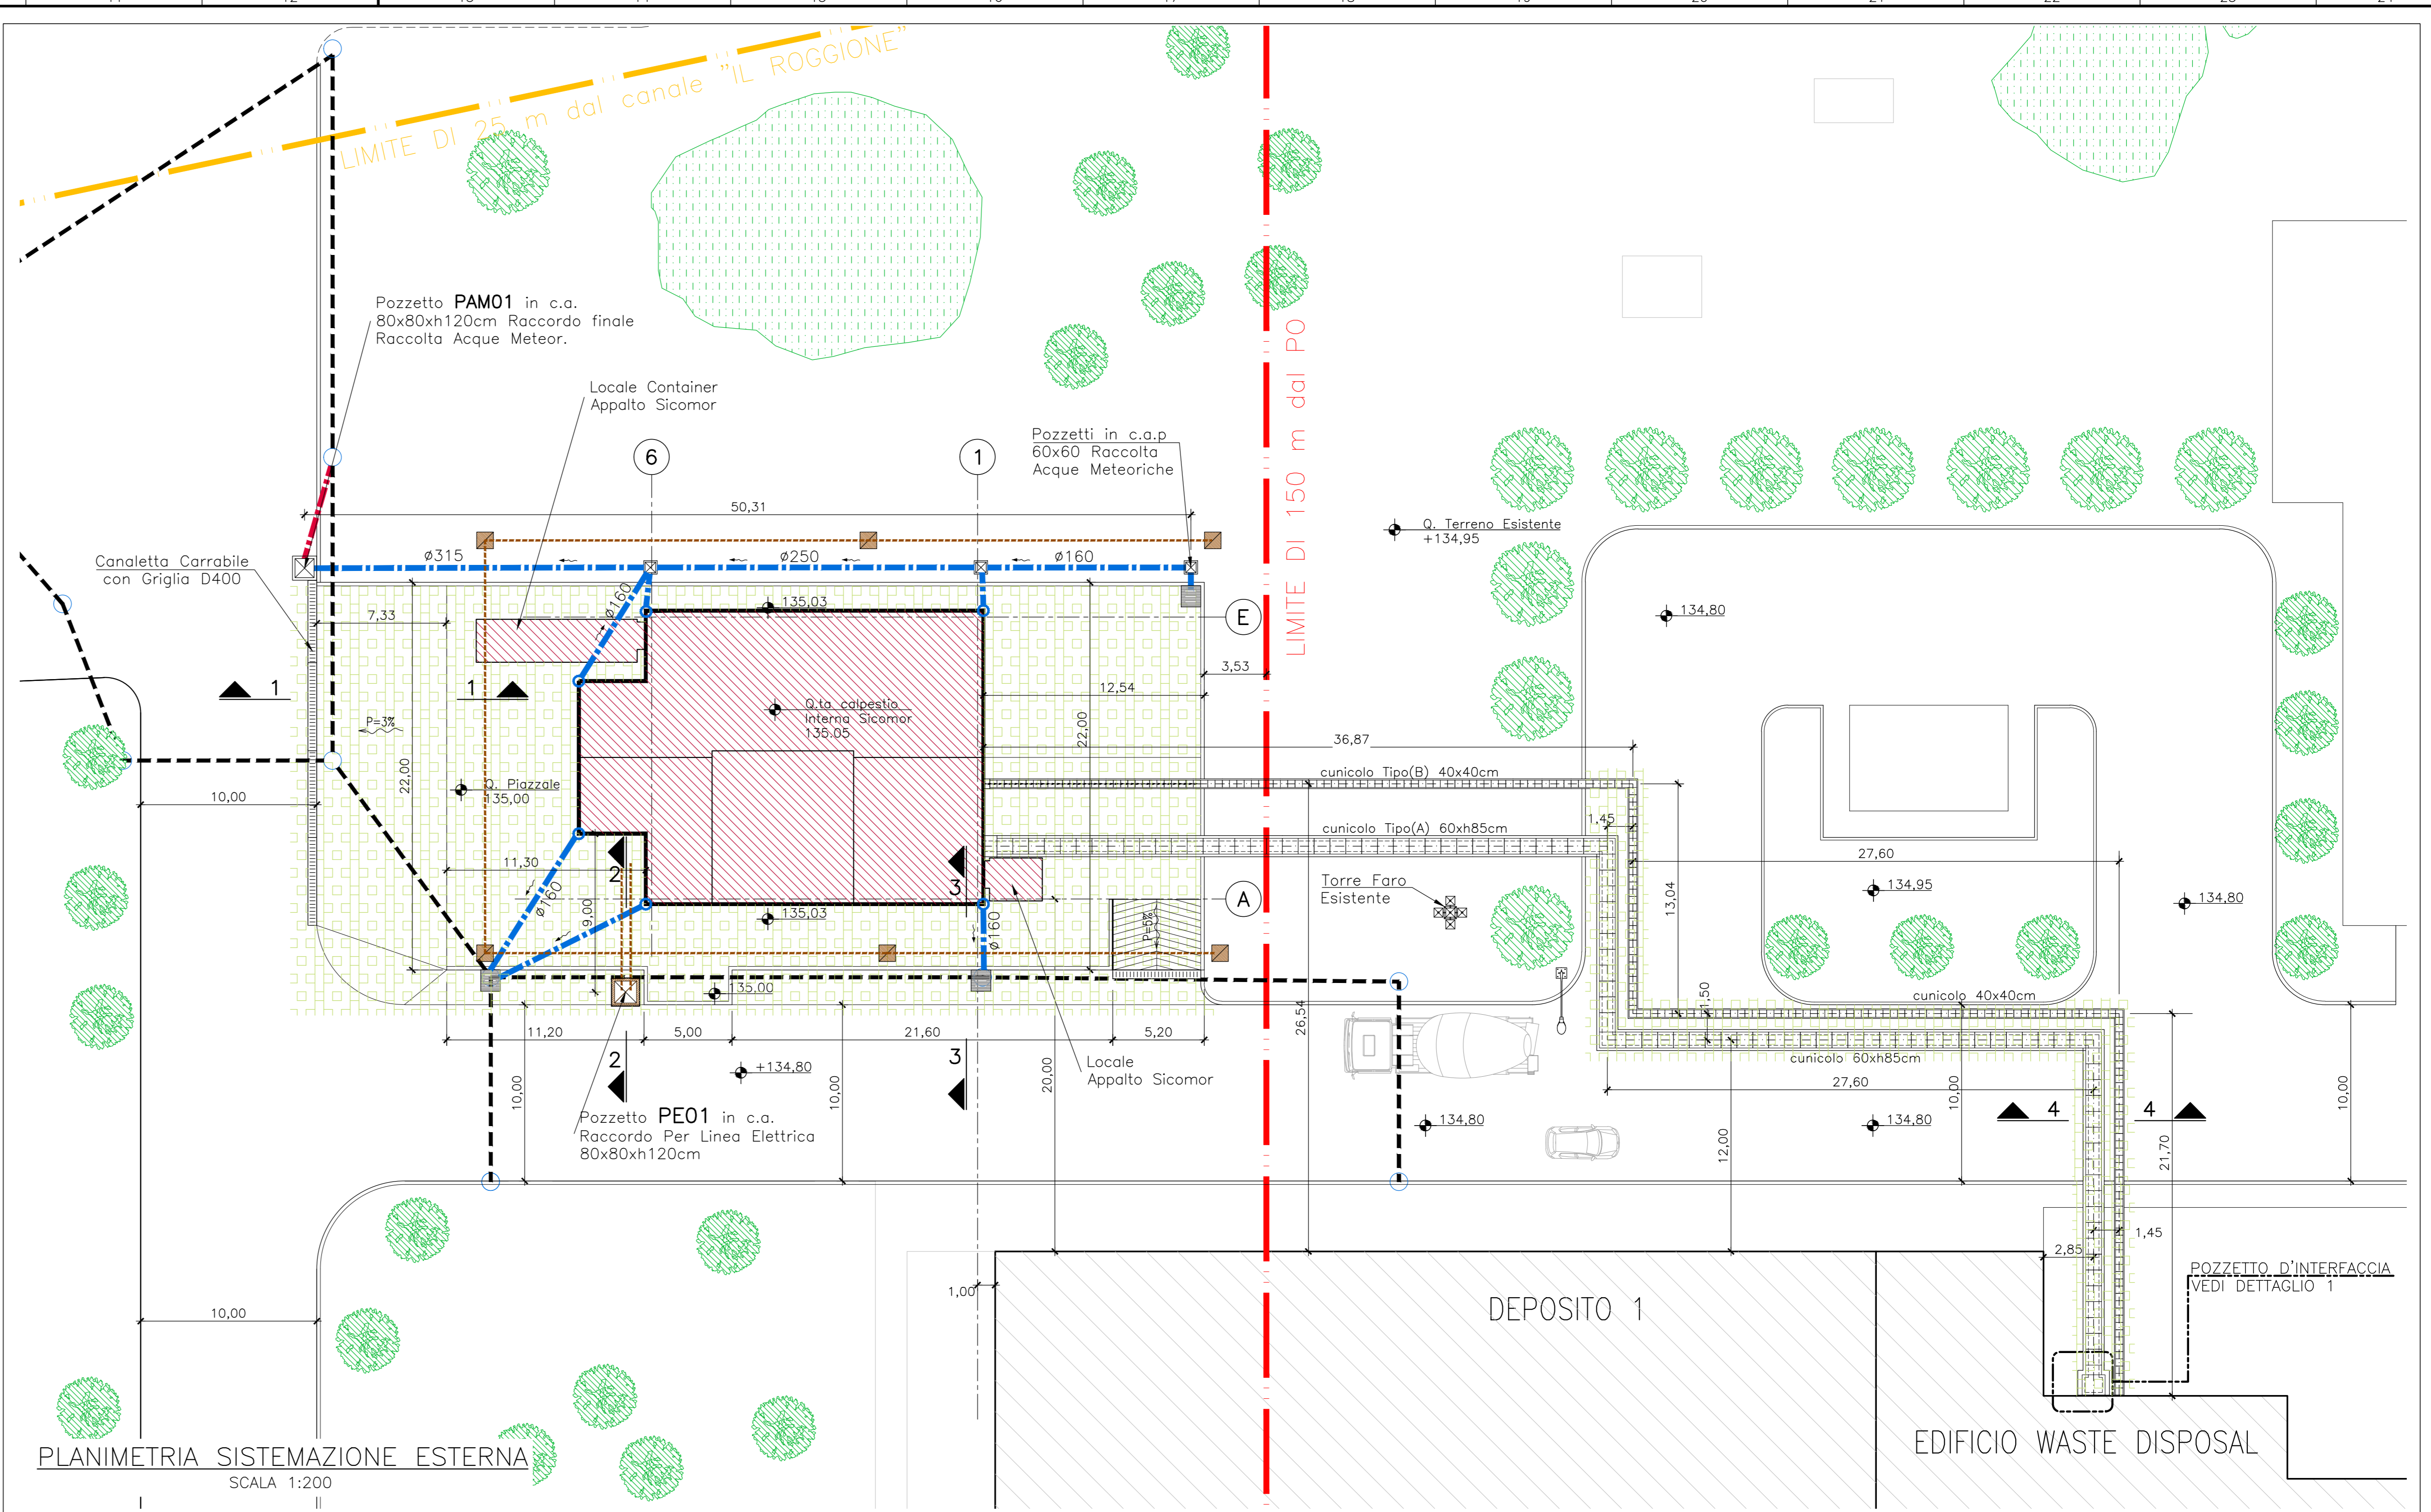 LIMITE DI 25 m dal canale "IL ROGGIONE"
Pozzetto PAM01 in c.a.
80x80xh120cm Raccordo finale
Raccolta Acque Meteor.
Locale Container
Appalto Sicomor
Pozzetti in c.a.p
60x60 Raccolta
Acque Meteoriche
LIMITE DI 150 m dal PO
6
1
50,31
Q. Terreno Esistente
+134,95
Canaletta Carrabile
con Griglia D400
ø315
ø250
ø160
7,33
ø160
135,03
E
134,80
3,53
12,54
1
1
Q.ta calpestio
Interna Sicomor
135.05
P=3%
22,00
22,00
36,87
cunicolo Tipo(B) 40x40cm
Q. Piazzale
135,00
10,00
1,45
cunicolo Tipo(A) 60xh85cm
27,60
11,30
2
3
Torre Faro
Esistente
134,95
134,80
13,04
ø160
9,00
135,03
A
ø160
P=5%
135.00
26,54
1,50
cunicolo 40x40cm
11,20
5,00
21,60
5,20
cunicolo 60xh85cm
2
3
+134,80
Locale
Appalto Sicomor
20,00
27,60
10,00
10,00
10,00
10,00
Pozzetto PE01 in c.a.
Raccordo Per Linea Elettrica
80x80xh120cm
134,80
134,80
4
4
12,00
21,70
1,45
2,85
POZZETTO D'INTERFACCIA
VEDI DETTAGLIO 1
1,00
10,00
DEPOSITO 1
EDIFICIO WASTE DISPOSAL
PLANIMETRIA SISTEMAZIONE ESTERNA
SCALA 1:200